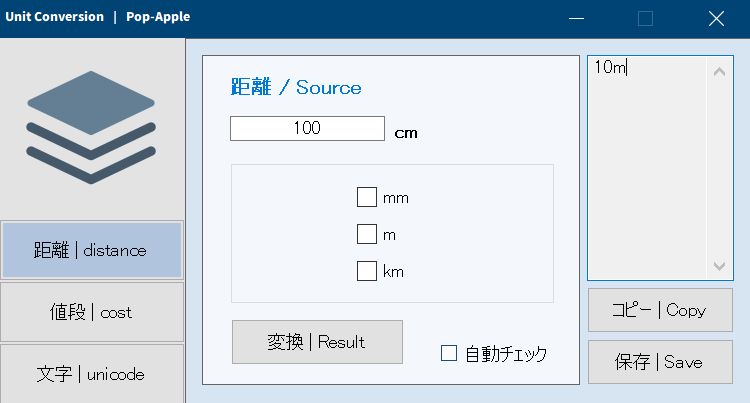 Unit Conversion | Pop-Apple
距離 | distance
値段 | cost
文字 | unicode
距離 / Source
100 cm
mm
m
km
変換 | Result
自動チェック
10m
コピー | Copy
保存 | Save